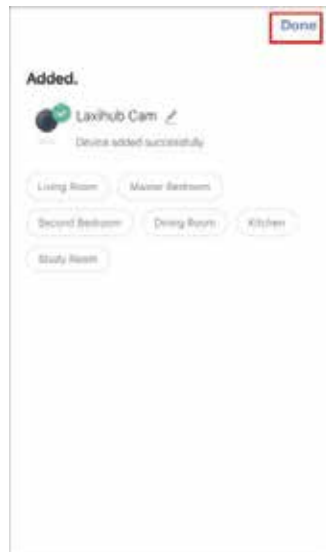 Done
Added.
Laxihub Cam
Device added successfully
Living Room Master Bedroom
Second Bedroom Dining Room Kitchen
Study Room